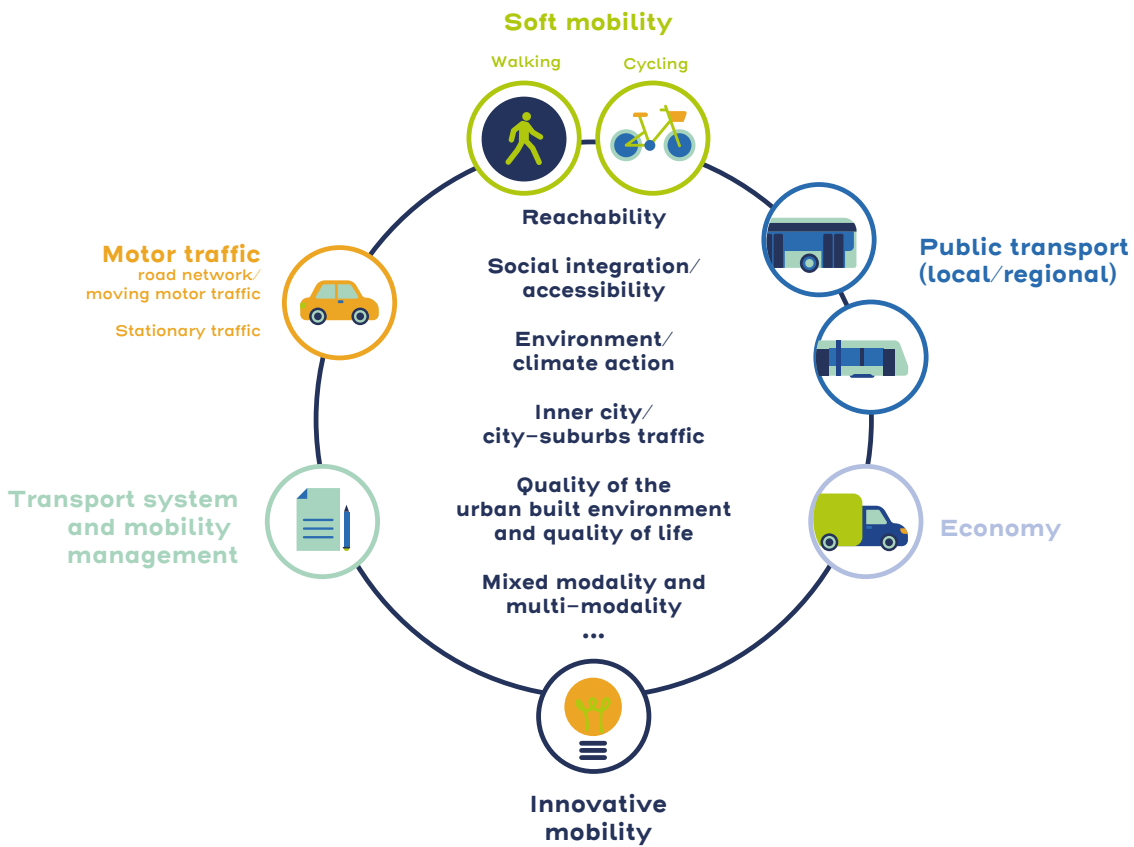 Soft mobility
Walking
Cycling
Reachability
Motor traffic
road network/
moving motor traffic
Stationary traffic
Public transport
(local/regional)
Social integration/
accessibility
Environment/
climate action
Inner city/
city-suburbs traffic
Quality of the
urban built environment
and quality of life
Mixed modality and
multi-modality
...
Transport system
and mobility
management
Economy
Innovative
mobility